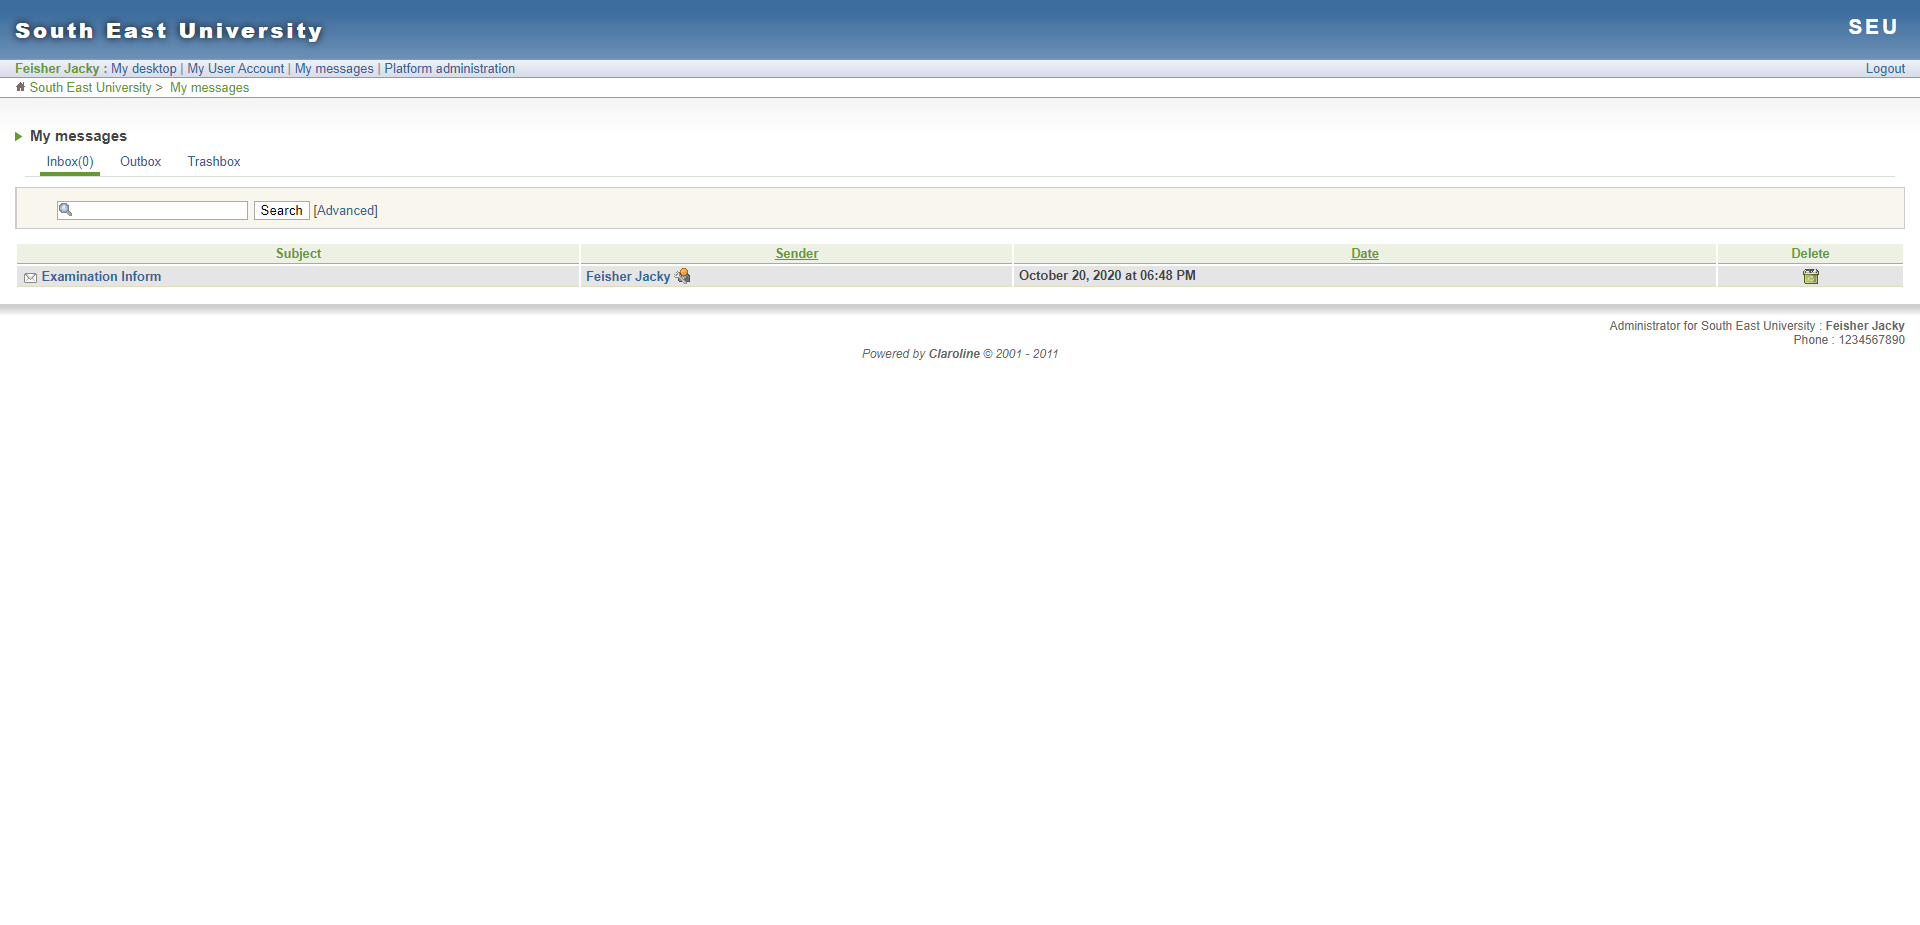 South East University
SEU
Feisher Jacky : My desktop | My User Account | My messages | Platform administration
Logout
South East University > My messages
My messages
Inbox(0) Outbox Trashbox
Search [Advanced]
Subject Sender Date Delete
Examination Inform Feisher Jacky October 20, 2020 at 06:48 PM
Administrator for South East University : Feisher Jacky
Phone : 1234567890
Powered by Claroline © 2001 - 2011